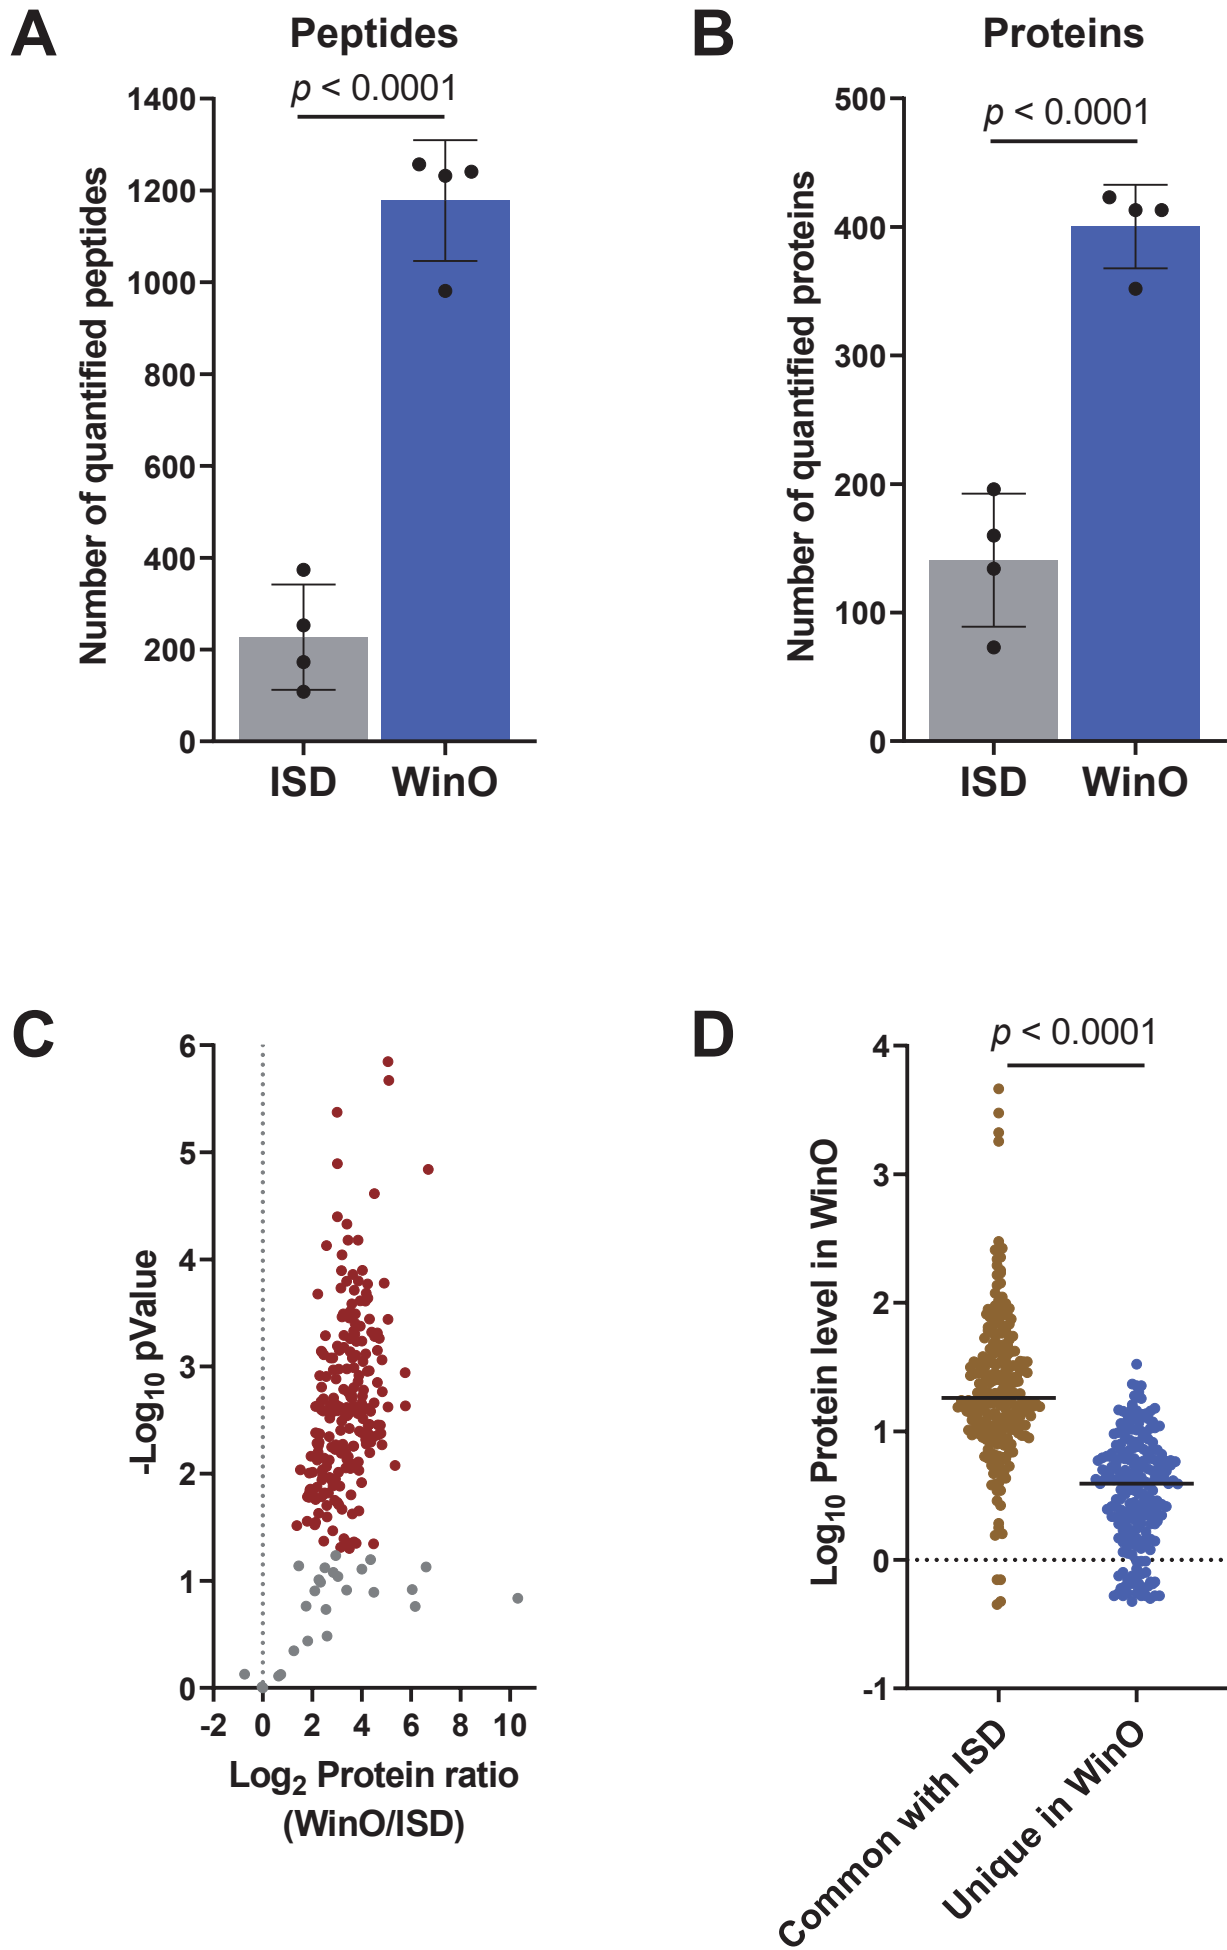 A
Peptides
p < 0.0001
Number of quantified peptides
1400
1200
1000
800
600
400
200
0
ISD
WinO
B
Proteins
p < 0.0001
Number of quantified proteins
500
400
300
200
100
0
ISD
WinO
C
-Log10 pValue
6
5
4
3
2
1
0
-2 0 2 4 6 8 10
Log2 Protein ratio
(WinO/ISD)
D
p < 0.0001
Log10 Protein level in WinO
4
3
2
1
0
-1
Common with ISD
Unique in WinO